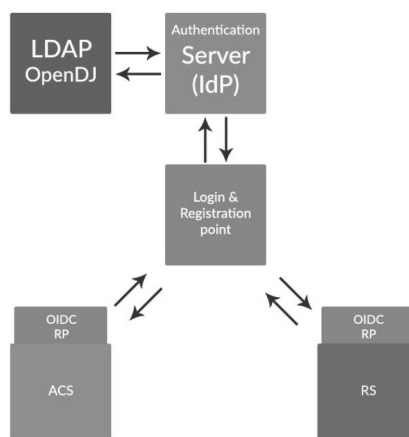 LDAP
OpenDJ
Authentication
Server
(IdP)
Login &
Registration
point
OIDC
RP
ACS
OIDC
RP
RS